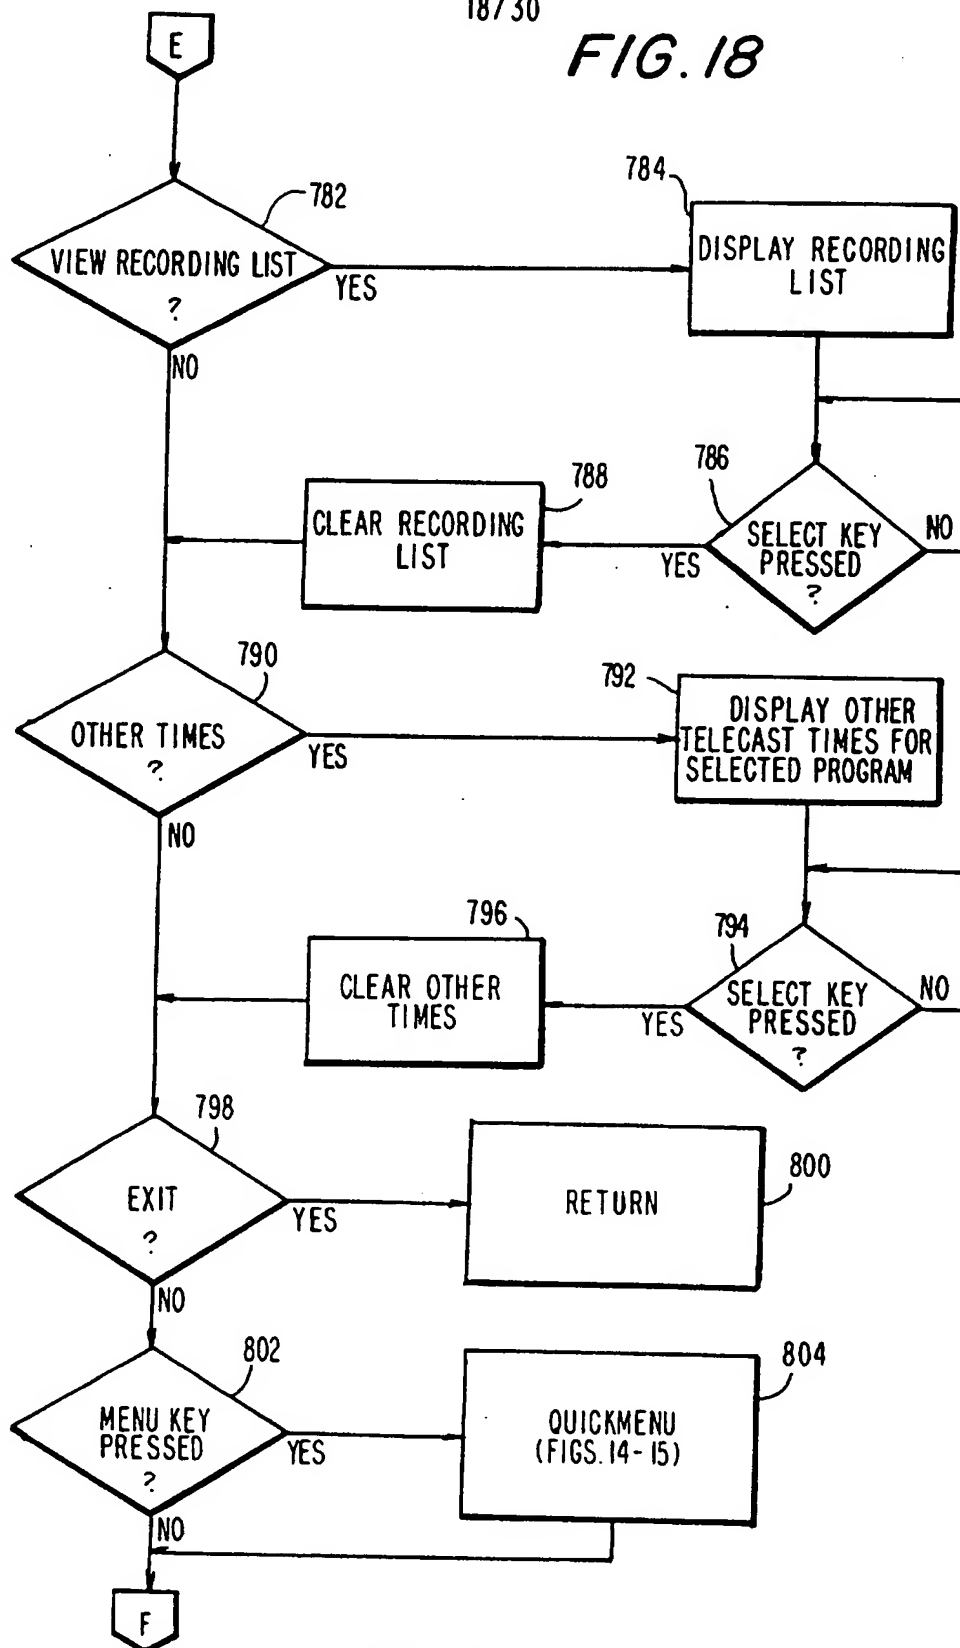 18/30
FIG. 18
E
782
VIEW RECORDING LIST
?
YES
NO
784
DISPLAY RECORDING
LIST
786
SELECT KEY
PRESSED
?
NO
YES
788
CLEAR RECORDING
LIST
790
OTHER TIMES
?
YES
NO
792
DISPLAY OTHER
TELECAST TIMES FOR
SELECTED PROGRAM
794
SELECT KEY
PRESSED
?
NO
YES
796
CLEAR OTHER
TIMES
798
EXIT
?
YES
NO
800
RETURN
802
MENU KEY
PRESSED
?
YES
NO
804
QUICKMENU
(FIGS. 14-15)
F